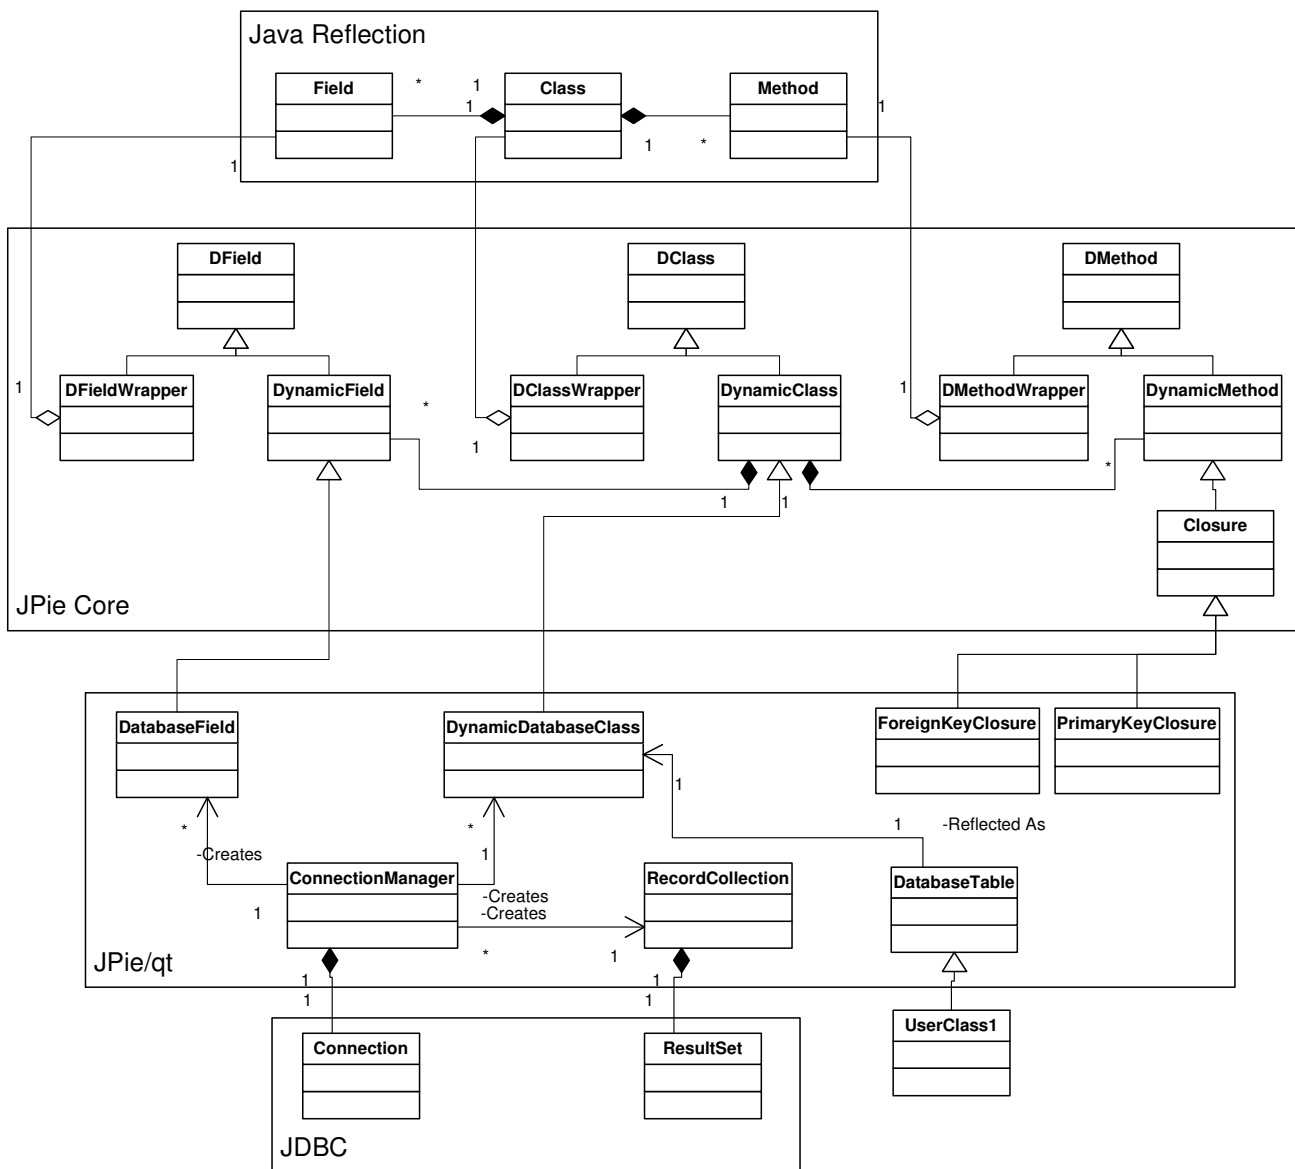 Java Reflection
Field
*
1
Class
Method
1
1
1
*
1
DField
DClass
DMethod
DFieldWrapper
DynamicField
DClassWrapper
DynamicClass
DMethodWrapper
DynamicMethod
1
*
1
1
*
1
1
Closure
JPie Core
DatabaseField
DynamicDatabaseClass
ForeignKeyClosure
PrimaryKeyClosure
1
*
*
1
-Reflected As
-Creates
1
ConnectionManager
RecordCollection
DatabaseTable
-Creates
-Creates
1
*
1
JPie/qt
1
1
1
1
UserClass1
Connection
ResultSet
JDBC